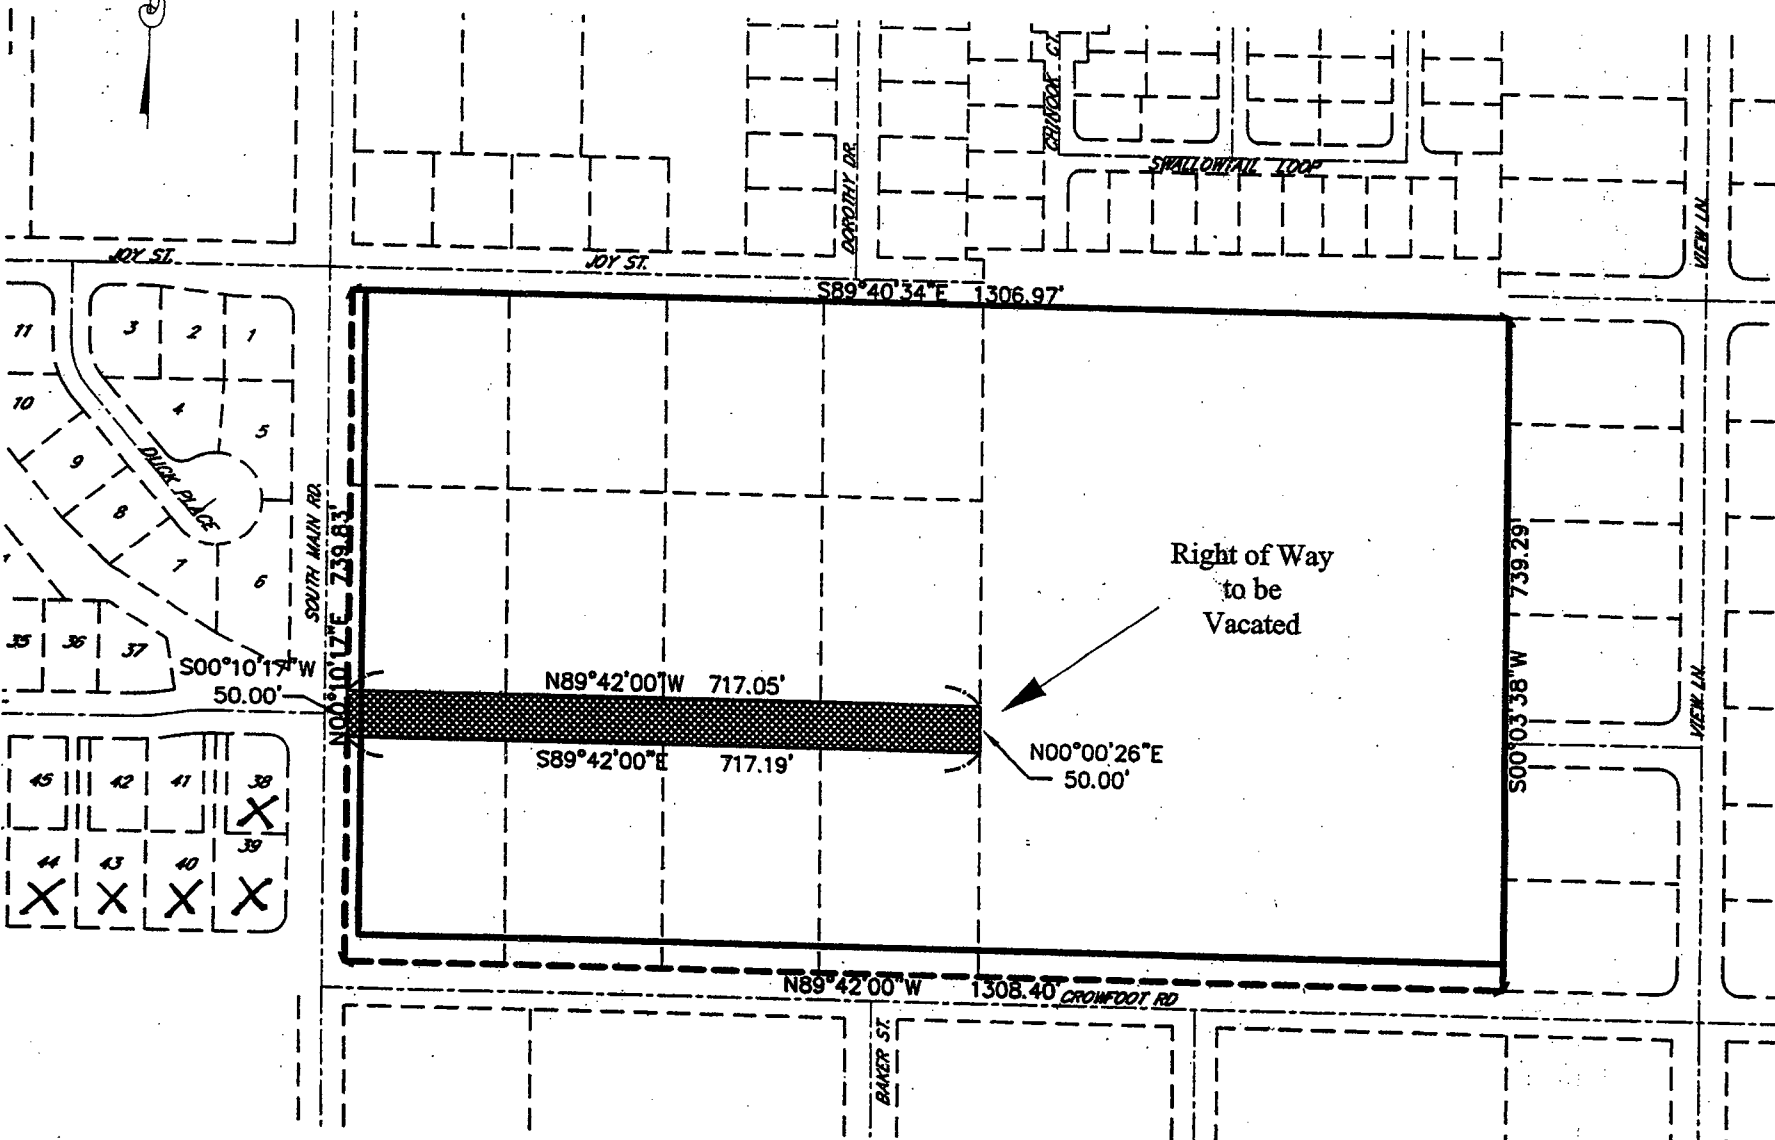 CHINOOK CT.
DOROTHY DR.
SWALLOWTAIL LOOP
VIEW LN.
JOY ST.
JOY ST.
S89°40'34"E 1306.97'
11
3
2
1
10
4
5
9
DUCK PLACE
8
7
6
SOUTH MAIN RD.
N00°10'17"E 739.83'
Right of Way
to be
Vacated
739.29'
S00°03'38"W
VIEW LN.
35
36
37
S00°10'17"W
50.00'
N89°42'00"W 717.05'
S89°42'00"E 717.19'
N00°00'26"E
50.00'
45
42
41
38
39
44
43
40
N89°42'00"W 1308.40'
CROWFOOT RD
BAKER ST.